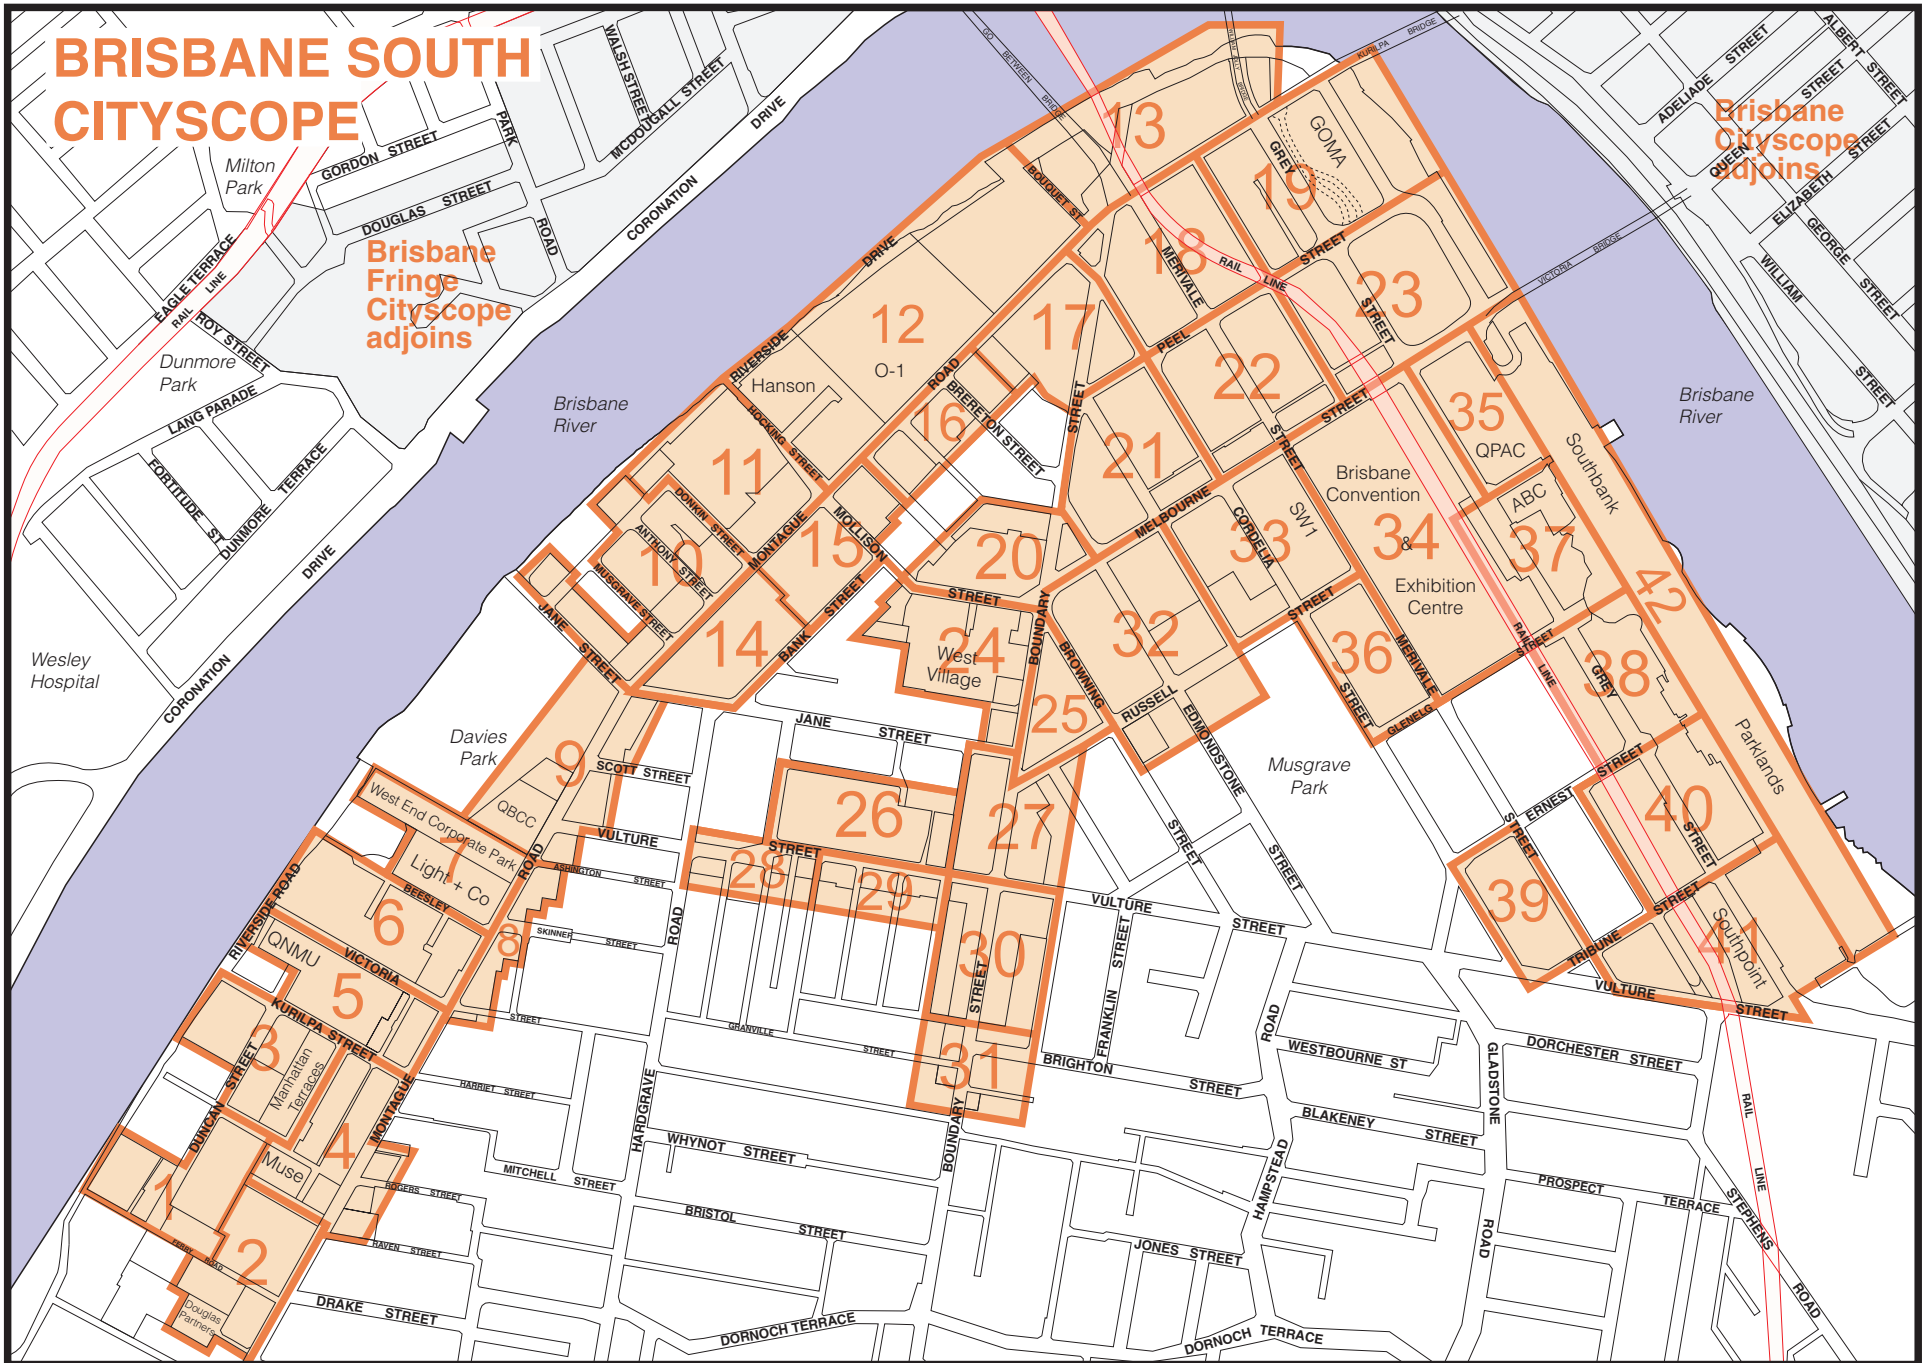 BRISBANE SOUTH
CITYSCOPE
Milton
Park
GORDON STREET
PARK
ROAD
WALSH STREET
MCDOUGALL STREET
DOUGLAS STREET
CORONATION DRIVE
EAGLE TERRACE
RAIL LINE
ROY STREET
Brisbane
Fringe
Cityscope
adjoins
Dunmore
Park
LANG PARADE
FORTITUDE ST
DUNMORE TERRACE
CORONATION DRIVE
Wesley
Hospital
Brisbane
River
GO BETWEEN BRIDGE
KURILPA BRIDGE
VICTORIA BRIDGE
ADELIADE STREET
ALBERT STREET
QUEEN STREET
ELIZABETH STREET
GEORGE STREET
WILLIAM STREET
Brisbane
Cityscope
adjoins
Brisbane
River
13
BOUQUET ST
RIVERSIDE DRIVE
12
O-1
Hanson
HOCKING STREET
MONTAGUE ROAD
11
DONKIN STREET
10
ANTHONY STREET
MUSGRAVE STREET
JANE STREET
14
15
MOLLISON STREET
BANK STREET
16
BRERETON STREET
17
18
MERIVALE STREET
RAIL LINE
19
GREY STREET
GOMA
PEEL STREET
23
22
21
MELBOURNE STREET
20
24
West
Village
BOUNDARY STREET
BROWNING STREET
25
32
RUSSELL STREET
EDMONDSTONE STREET
33
SW1
CORDELIA STREET
34
Brisbane
Convention
&
Exhibition
Centre
35
QPAC
ABC
37
Southbank
Parklands
42
36
MERIVALE
GLENELG STREET
RAIL LINE
38
GREY STREET
ERNEST STREET
Musgrave
Park
39
40
TRIBUNE STREET
41
Southpoint
VULTURE STREET
Davies
Park
9
QBCC
SCOTT STREET
JANE STREET
26
27
28
29
30
31
VULTURE STREET
ASHINGTON STREET
West End Corporate Park
7
Light + Co
BEESLEY
6
RIVERSIDE ROAD
8
SKINNER STREET
VICTORIA
QNMU
5
KURILPA STREET
3
Manhattan
Terraces
DUNCAN STREET
4
MONTAGUE ROAD
Muse
1
2
FERRY ROAD
Douglas
Partners
STREET
HARRIET STREET
MITCHELL STREET
ROGERS STREET
RAVEN STREET
DRAKE STREET
HARDGRAVE ROAD
GRANVILLE STREET
BRIGHTON STREET
WHYNOT STREET
BRISTOL STREET
DORNOCH TERRACE
BOUNDARY STREET
FRANKLIN STREET
VULTURE STREET
WESTBOURNE ST
BLAKENEY STREET
HAMPSTEAD ROAD
JONES STREET
DORNOCH TERRACE
GLADSTONE ROAD
DORCHESTER STREET
PROSPECT TERRACE
STEPHENS ROAD
RAIL LINE